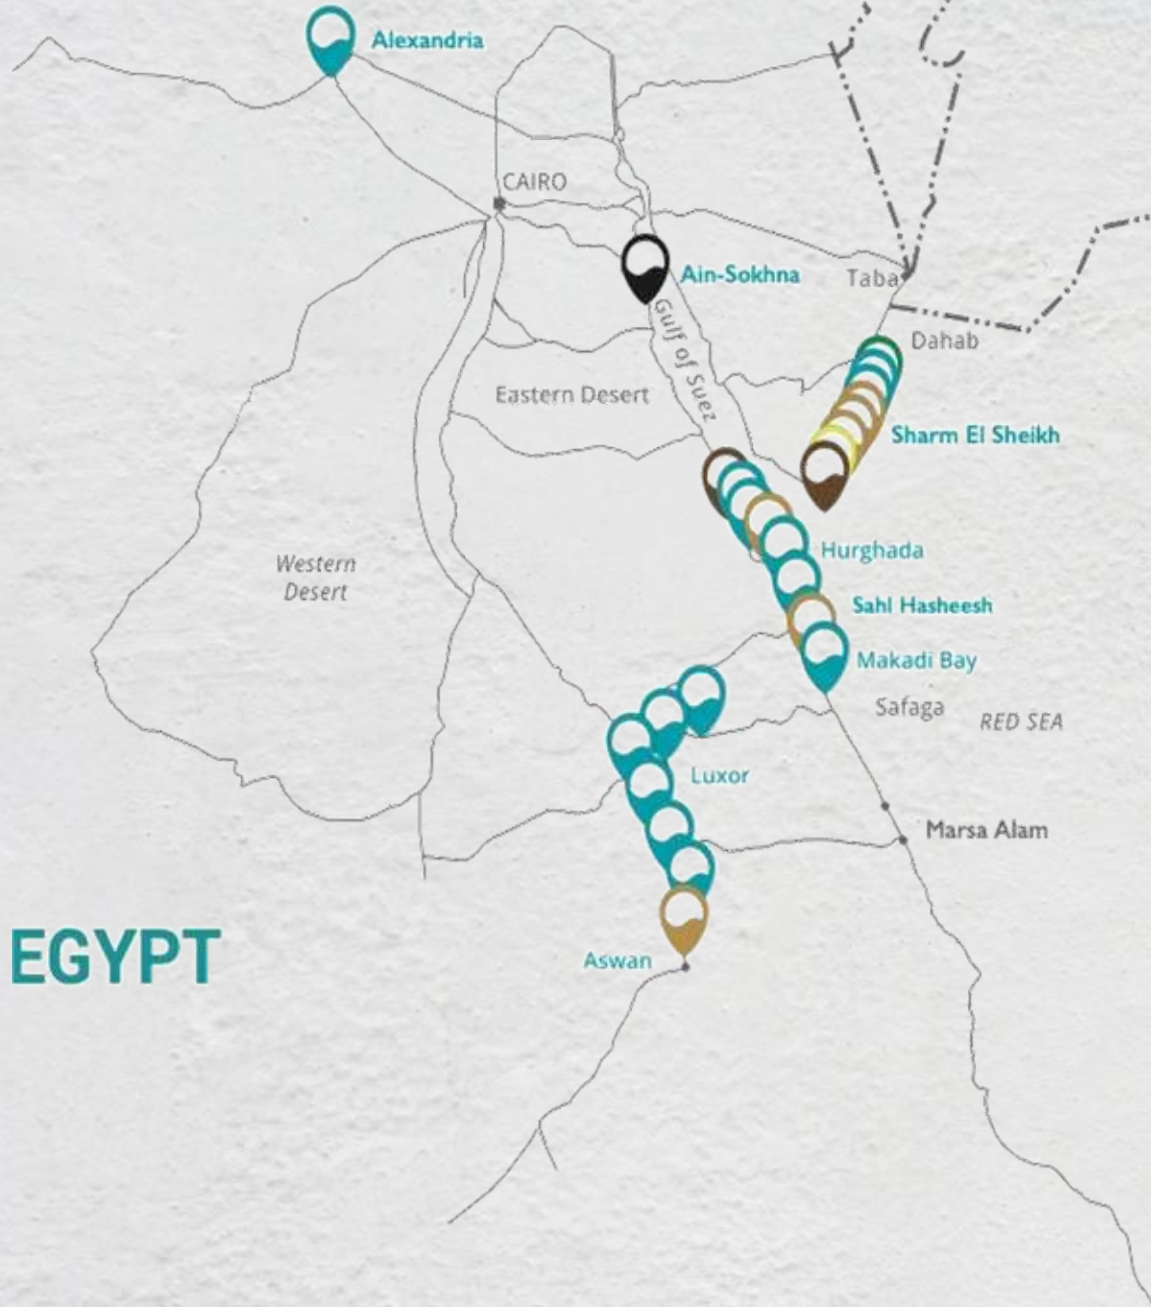 Alexandria
CAIRO
Ain-Sokhna
Taba
Gulf of Suez
Dahab
Eastern Desert
Sharm El Sheikh
Hurghada
Western
Desert
Sahl Hasheesh
Makadi Bay
Safaga
RED SEA
Luxor
Marsa Alam
EGYPT
Aswan